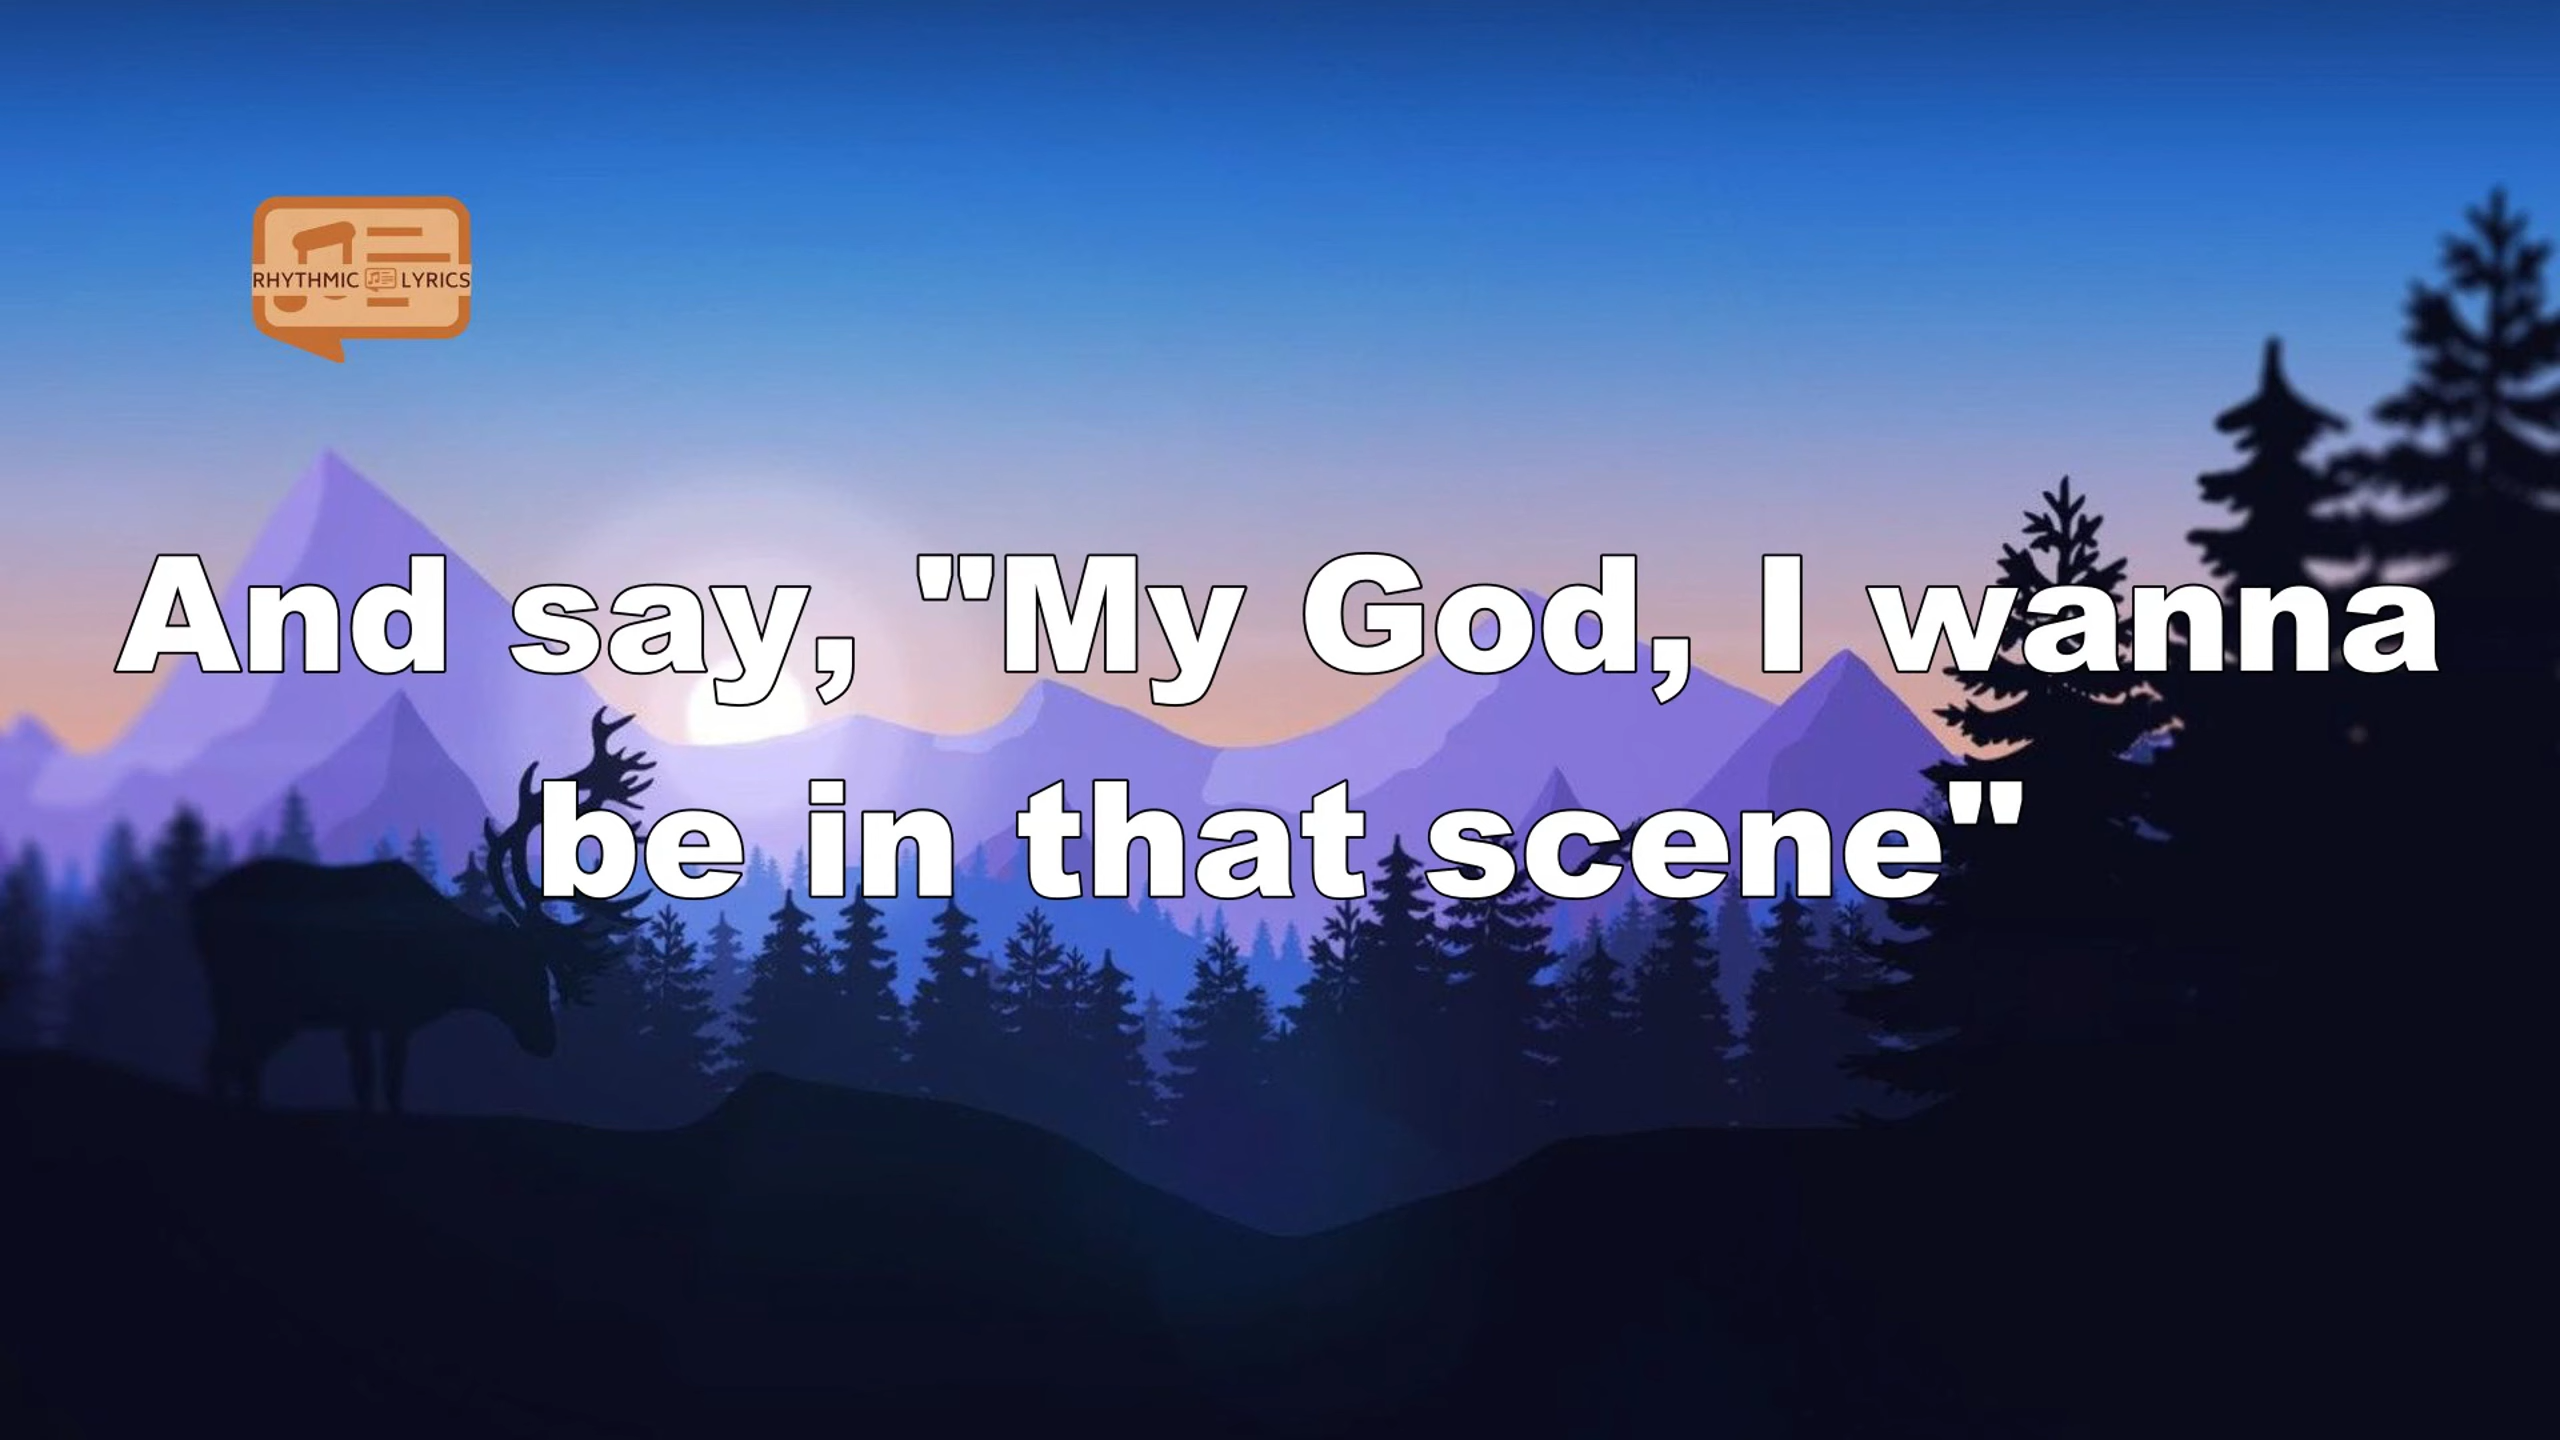 RHYTHMIC LYRICS
And say, "My God, I wanna
be in that scene"